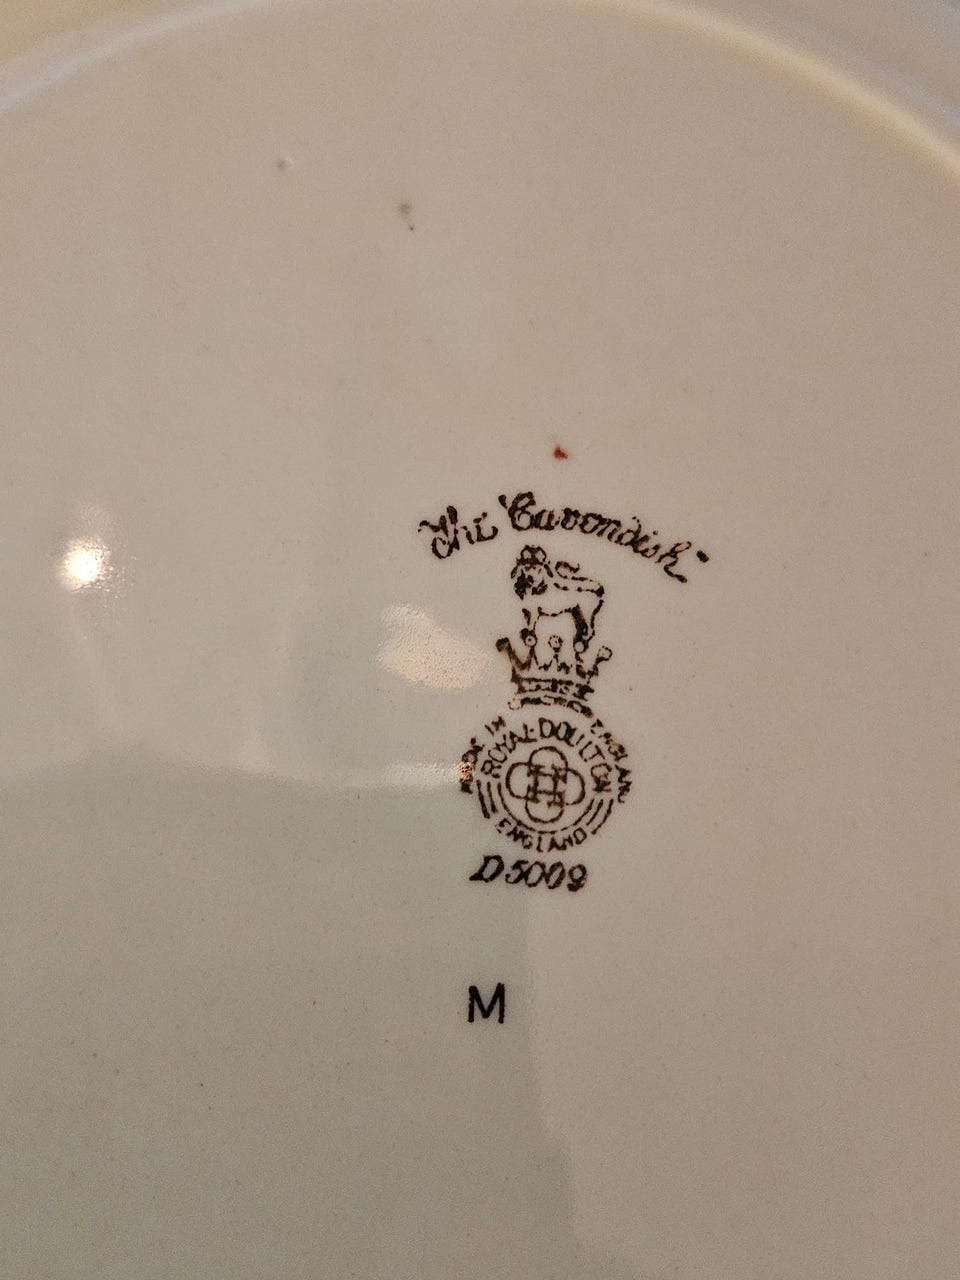 The "Cavendish"
MADE IN ENGLAND
ROYAL DOULTON
ENGLAND
D5009
M